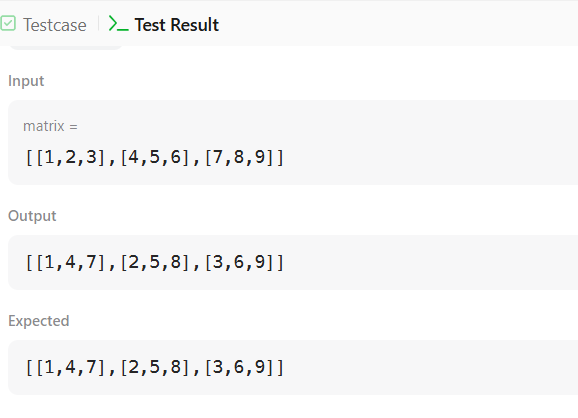 Testcase Test Result
Input
matrix =
[[1,2,3],[4,5,6],[7,8,9]]
Output
[[1,4,7],[2,5,8],[3,6,9]]
Expected
[[1,4,7],[2,5,8],[3,6,9]]